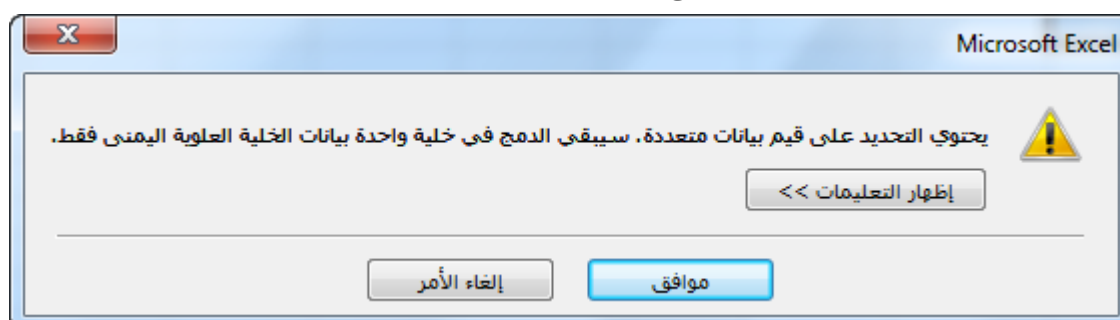 Microsoft Excel
يحتوي التحديد على قيم بيانات متعددة. سيبقي الدمج في خلية واحدة بيانات الخلية العلوية اليمنى فقط.
إظهار التعليمات >>
موافق
إلغاء الأمر